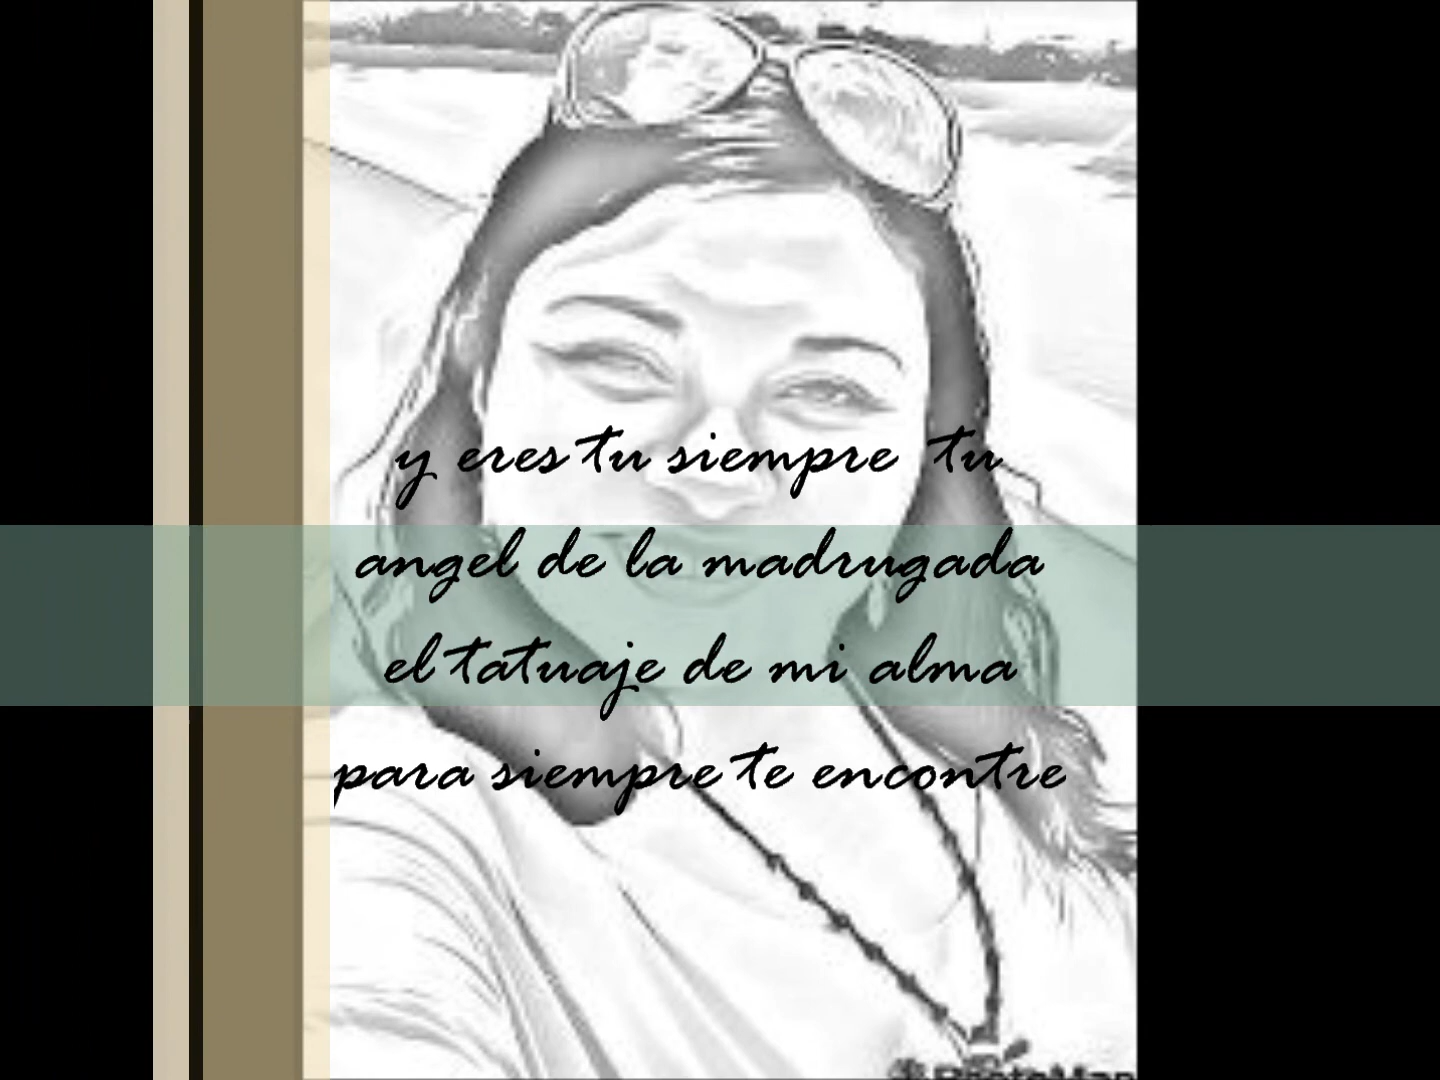 y eres tu siempre tu
angel de la madrugada
el tatuaje de mi alma
para siempre te encontre